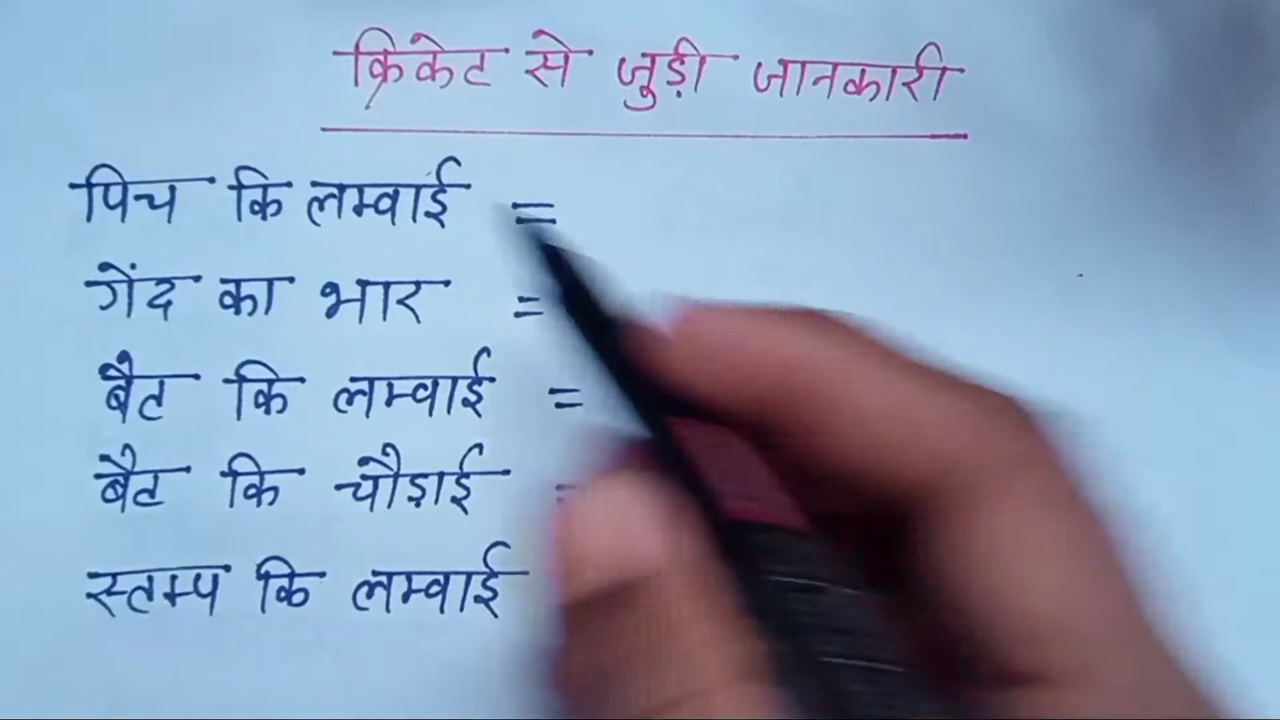 क्रिकेट से जुड़ी जानकारी
पिच कि लम्वाई =
गेंद का भार =
बैट कि लम्वाई =
बैट कि चौड़ाई =
स्तम्प कि लम्वाई